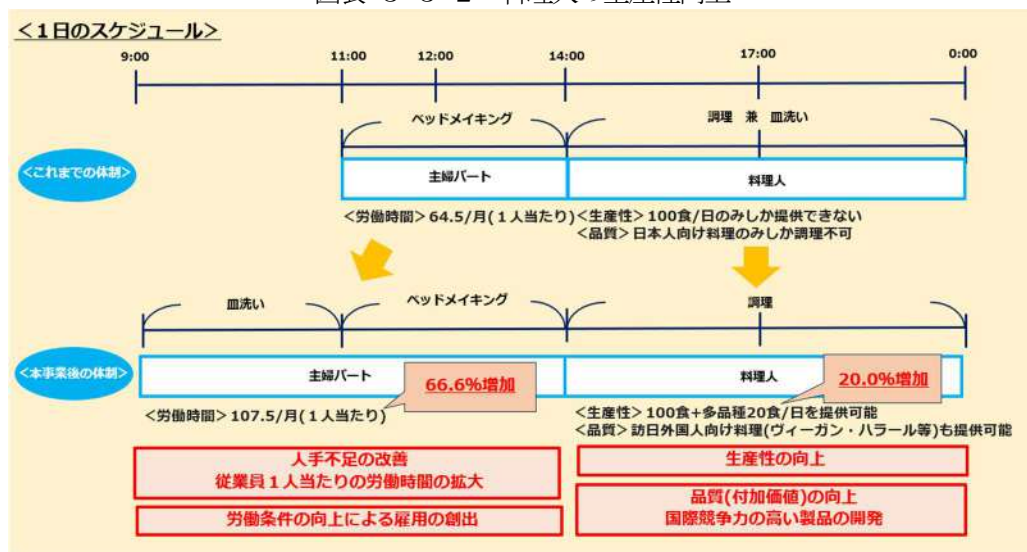 <1日のスケジュール>
9:00 11:00 12:00 14:00 17:00 0:00
ベッドメイキング 調理 兼 皿洗い
<これまでの体制>
主婦パート 料理人
<労働時間>64.5/月(1人当たり)
<生産性>100食/日のみしか提供できない
<品質>日本人向け料理のみしか調理不可
皿洗い ベッドメイキング 調理
<本事業後の体制>
主婦パート 66.6%増加 料理人 20.0%増加
<労働時間>107.5/月(1人当たり)
<生産性>100食+多品種20食/日を提供可能
<品質>訪日外国人向け料理(ヴィーガン・ハラール等)も提供可能
人手不足の改善
従業員1人当たりの労働時間の拡大
労働条件の向上による雇用の創出
生産性の向上
品質(付加価値)の向上
国際競争力の高い製品の開発